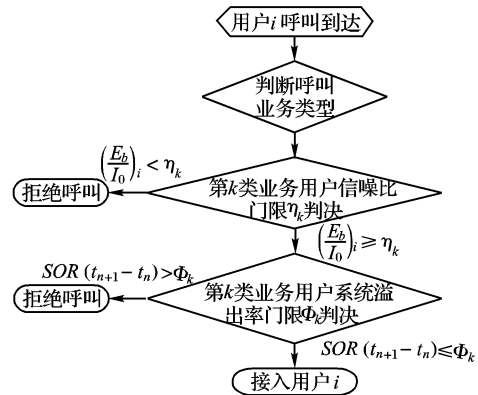 用户i呼叫到达
判断呼叫
业务类型
(E_b/I_0)_i < η_k
拒绝呼叫
第k类业务用户信噪比
门限η_k判决
(E_b/I_0)_i ≥ η_k
SOR (t_{n+1} − t_n)>Φ_k
拒绝呼叫
第k类业务用户系统溢
出率门限Φ_k判决
SOR (t_{n+1} − t_n)≤Φ_k
接入用户i